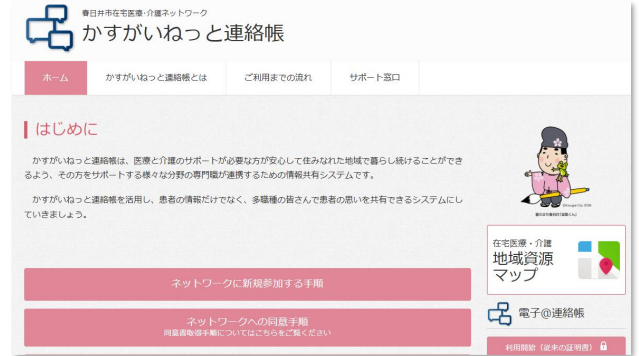 春日井市在宅医療・介護ネットワーク
かすがいねっと連絡帳
ホーム
かすがいねっと連絡帳とは
ご利用までの流れ
サポート窓口
はじめに
かすがいねっと連絡帳は、医療と介護のサポートが必要な方が安心して住みなれた地域で暮らし続けることができ
るよう、その方をサポートする様々な分野の専門職が連携するための情報共有システムです。
かすがいねっと連絡帳を活用し、患者の情報だけでなく、多職種の皆さんで患者の思いを共有できるシステムにし
ていきましょう。
ネットワークに新規参加する手順
ネットワークへの同意手順
同意書取得手順についてはこちらをご覧ください
在宅医療・介護
地域資源
マップ
電子@連絡帳
利用開始（従来の証明書）